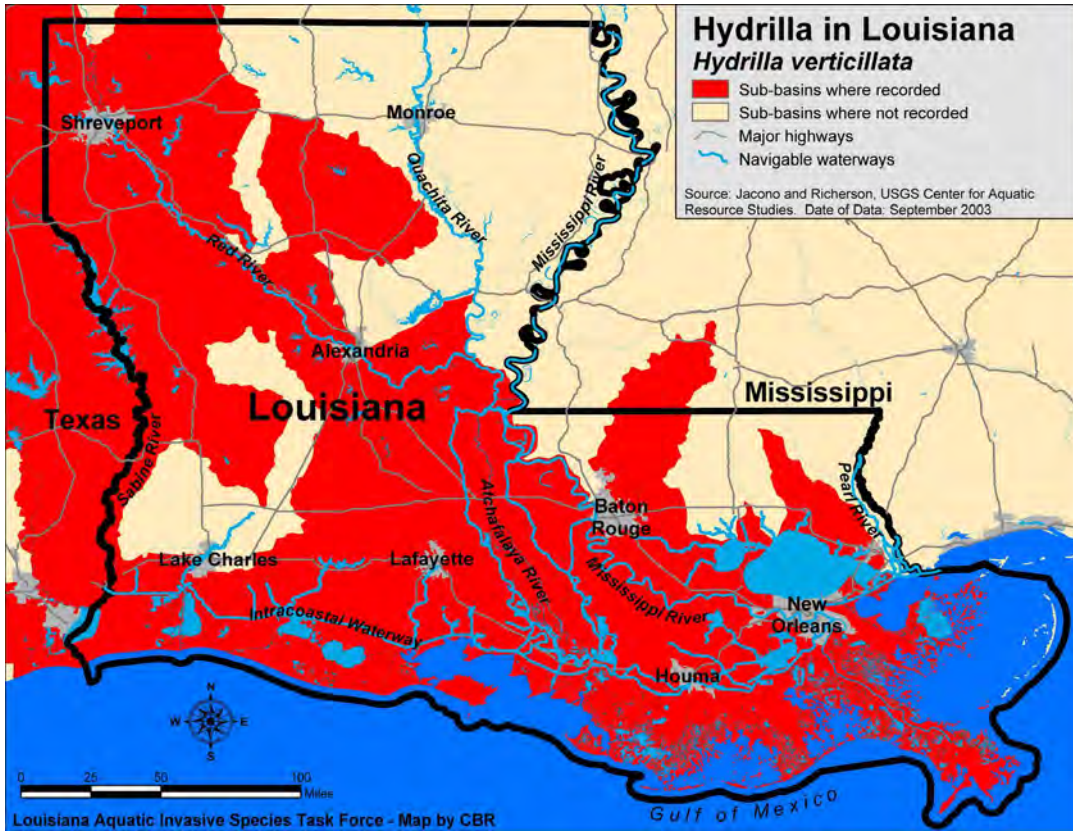 Hydrilla in Louisiana
Hydrilla verticillata
Sub-basins where recorded
Sub-basins where not recorded
Major highways
Navigable waterways
Source: Jacono and Richerson, USGS Center for Aquatic
Resource Studies. Date of Data: September 2003
Shreveport
Monroe
Ouachita River
Mississippi River
Red River
Alexandria
Mississippi
Louisiana
Texas
Sabine River
Pearl River
Atchafalaya River
Baton
Rouge
Lake Charles
Lafayette
Mississippi River
New
Orleans
Intracoastal Waterway
Houma
N
W
E
S
0
25
50
100
Miles
Gulf of Mexico
Louisiana Aquatic Invasive Species Task Force - Map by CBR